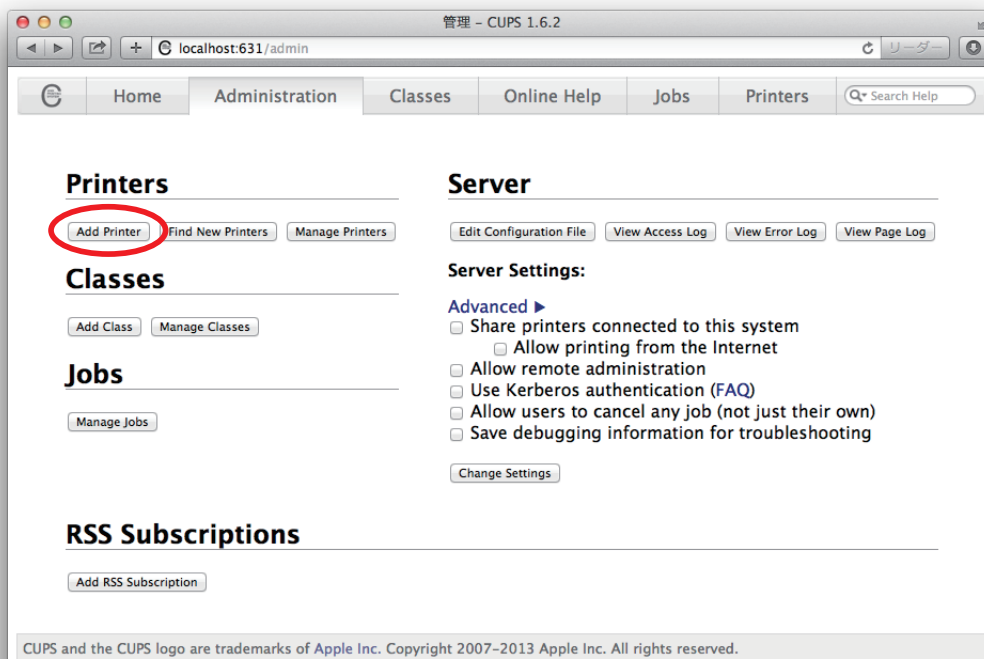 管理 – CUPS 1.6.2
localhost:631/admin
リーダー
Home Administration Classes Online Help Jobs Printers Search Help
Printers
Add Printer Find New Printers Manage Printers
Classes
Add Class Manage Classes
Jobs
Manage Jobs
Server
Edit Configuration File View Access Log View Error Log View Page Log
Server Settings:
Advanced ▶
Share printers connected to this system
Allow printing from the Internet
Allow remote administration
Use Kerberos authentication (FAQ)
Allow users to cancel any job (not just their own)
Save debugging information for troubleshooting
Change Settings
RSS Subscriptions
Add RSS Subscription
CUPS and the CUPS logo are trademarks of Apple Inc. Copyright 2007–2013 Apple Inc. All rights reserved.